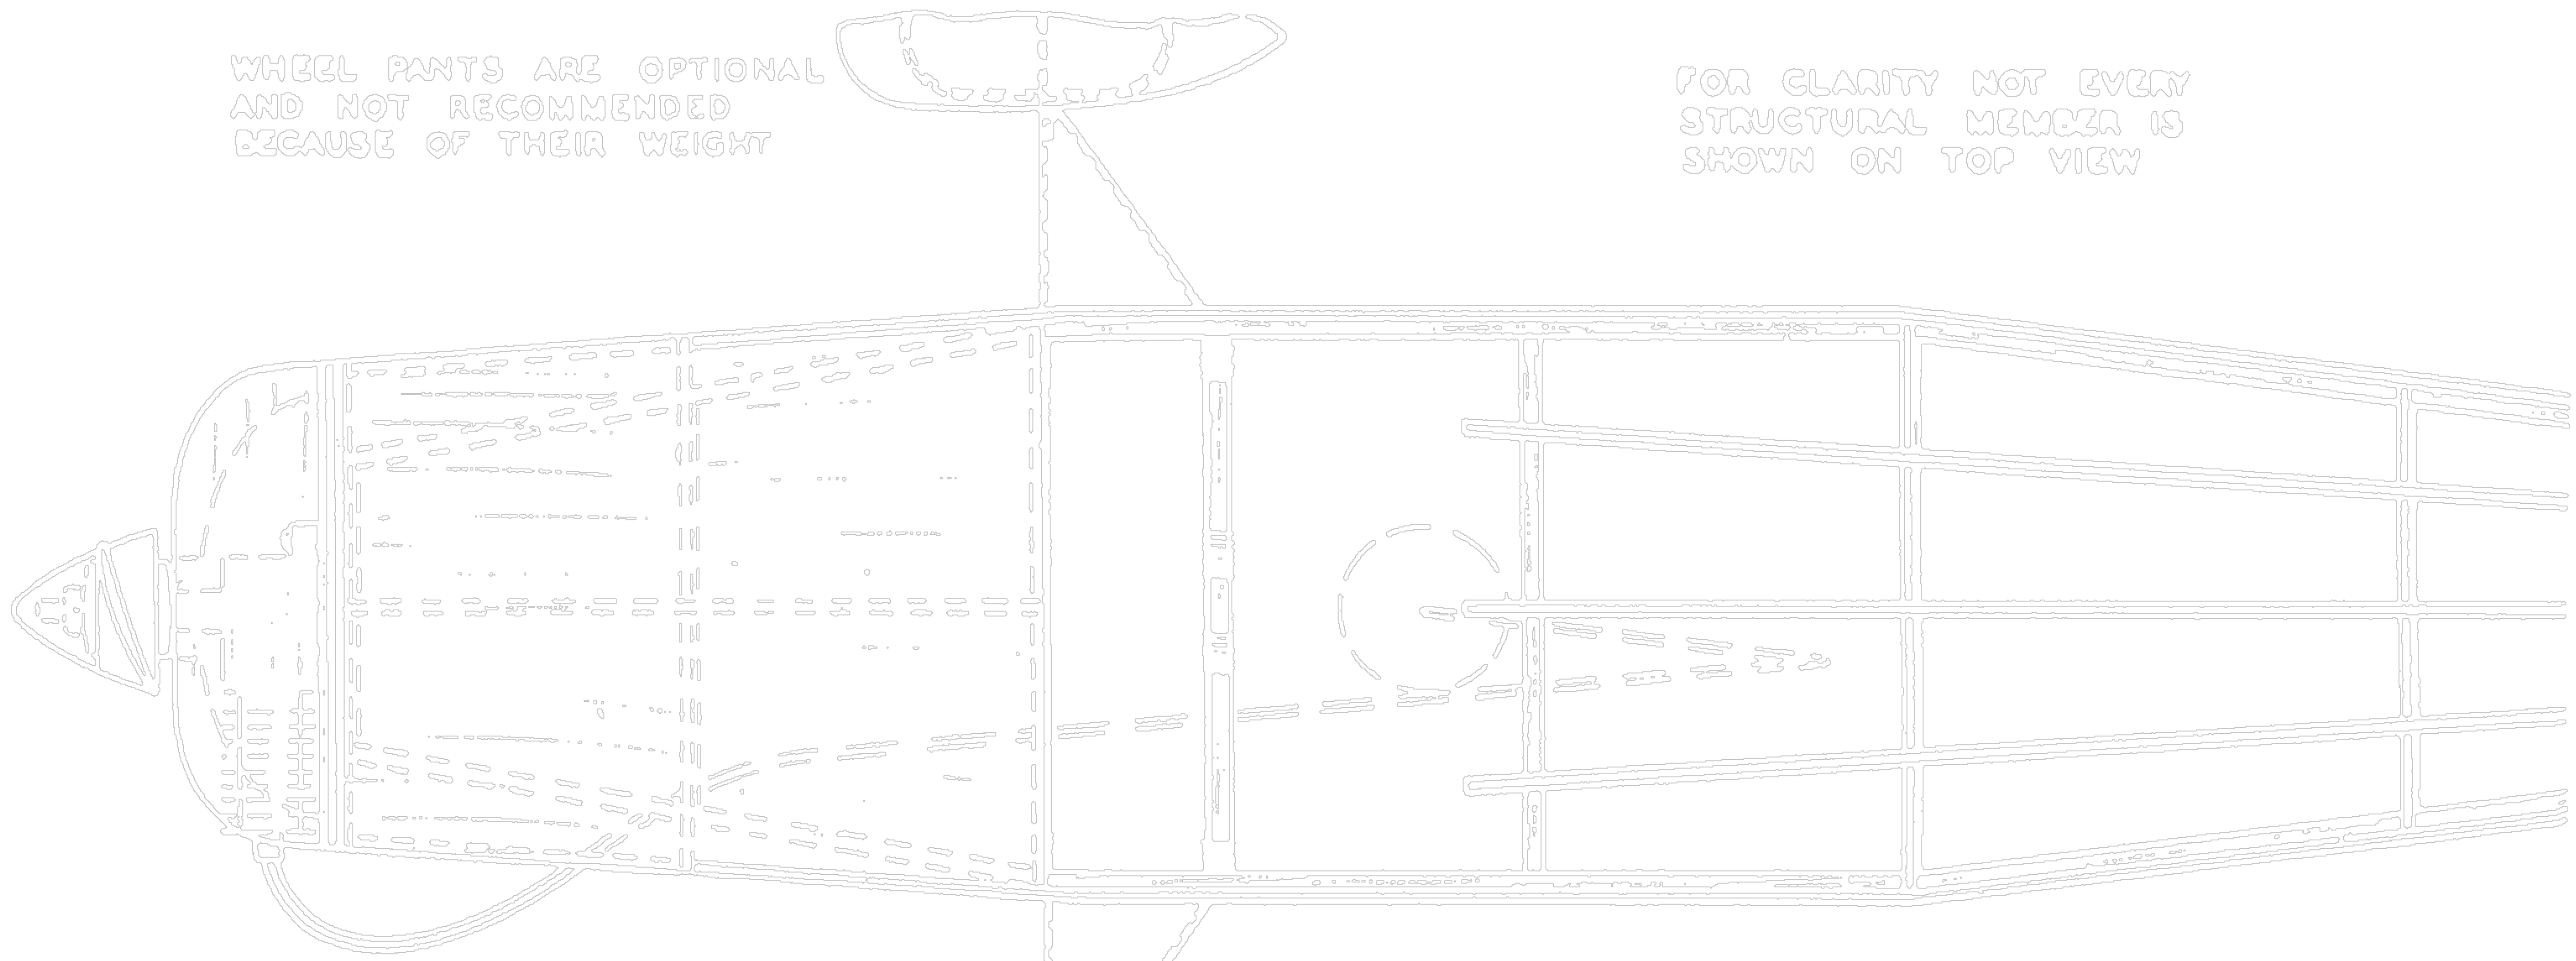 WHEEL PANTS ARE OPTIONAL
AND NOT RECOMMENDED
BECAUSE OF THEIR WEIGHT
FOR CLARITY NOT EVERY
STRUCTURAL MEMBER IS
SHOWN ON TOP VIEW